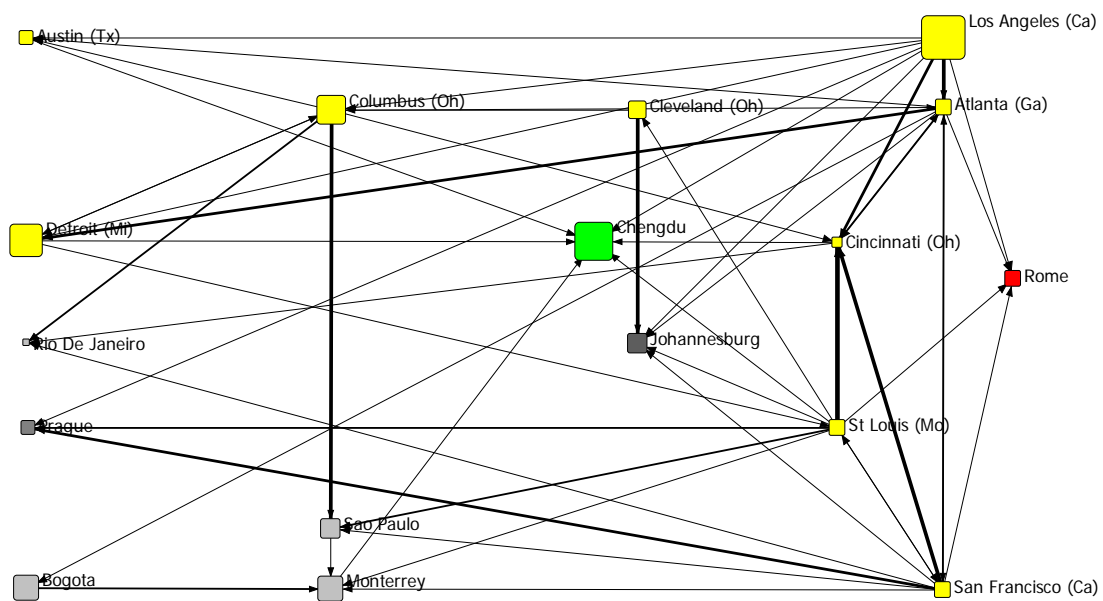 Los Angeles (Ca)
Austin (Tx)
Columbus (Oh)
Cleveland (Oh)
Atlanta (Ga)
Detroit (Mi)
Chengdu
Cincinnati (Oh)
Rome
Rio De Janeiro
Johannesburg
Prague
St Louis (Mo)
Sao Paulo
Bogota
Monterrey
San Francisco (Ca)